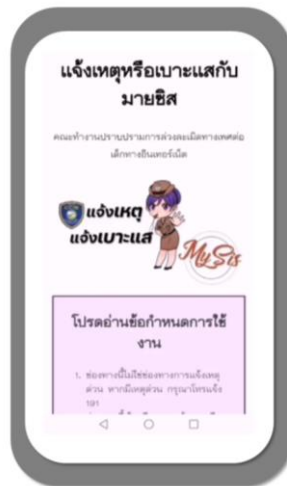 แจ้งเหตุหรือเบาะแสกับ
มายซิส
คณะทำงานปราบปรามการล่วงละเมิดทางเพศต่อ
เด็กทางอินเทอร์เน็ต
แจ้งเหตุ
แจ้งเบาะแส
MySis
โปรดอ่านข้อกำหนดการใช้
งาน
1. ช่องทางนี้ไม่ใช่ช่องทางการแจ้งเหตุ
ด่วน หากมีเหตุด่วน กรุณาโทรแจ้ง
191